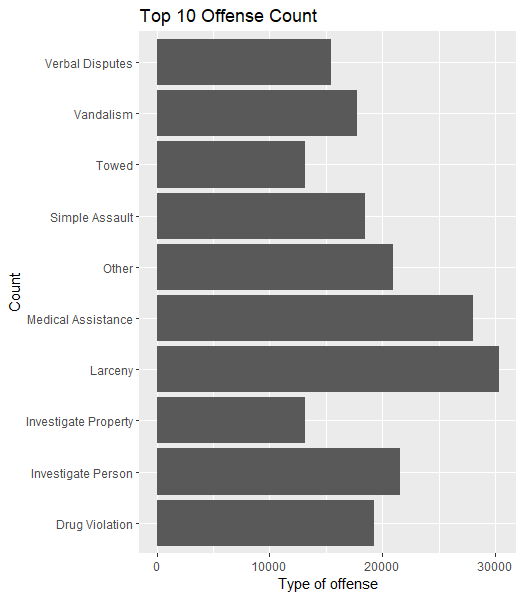 Top 10 Offense Count
Count
Verbal Disputes
Vandalism
Towed
Simple Assault
Other
Medical Assistance
Larceny
Investigate Property
Investigate Person
Drug Violation
0 10000 20000 30000
Type of offense